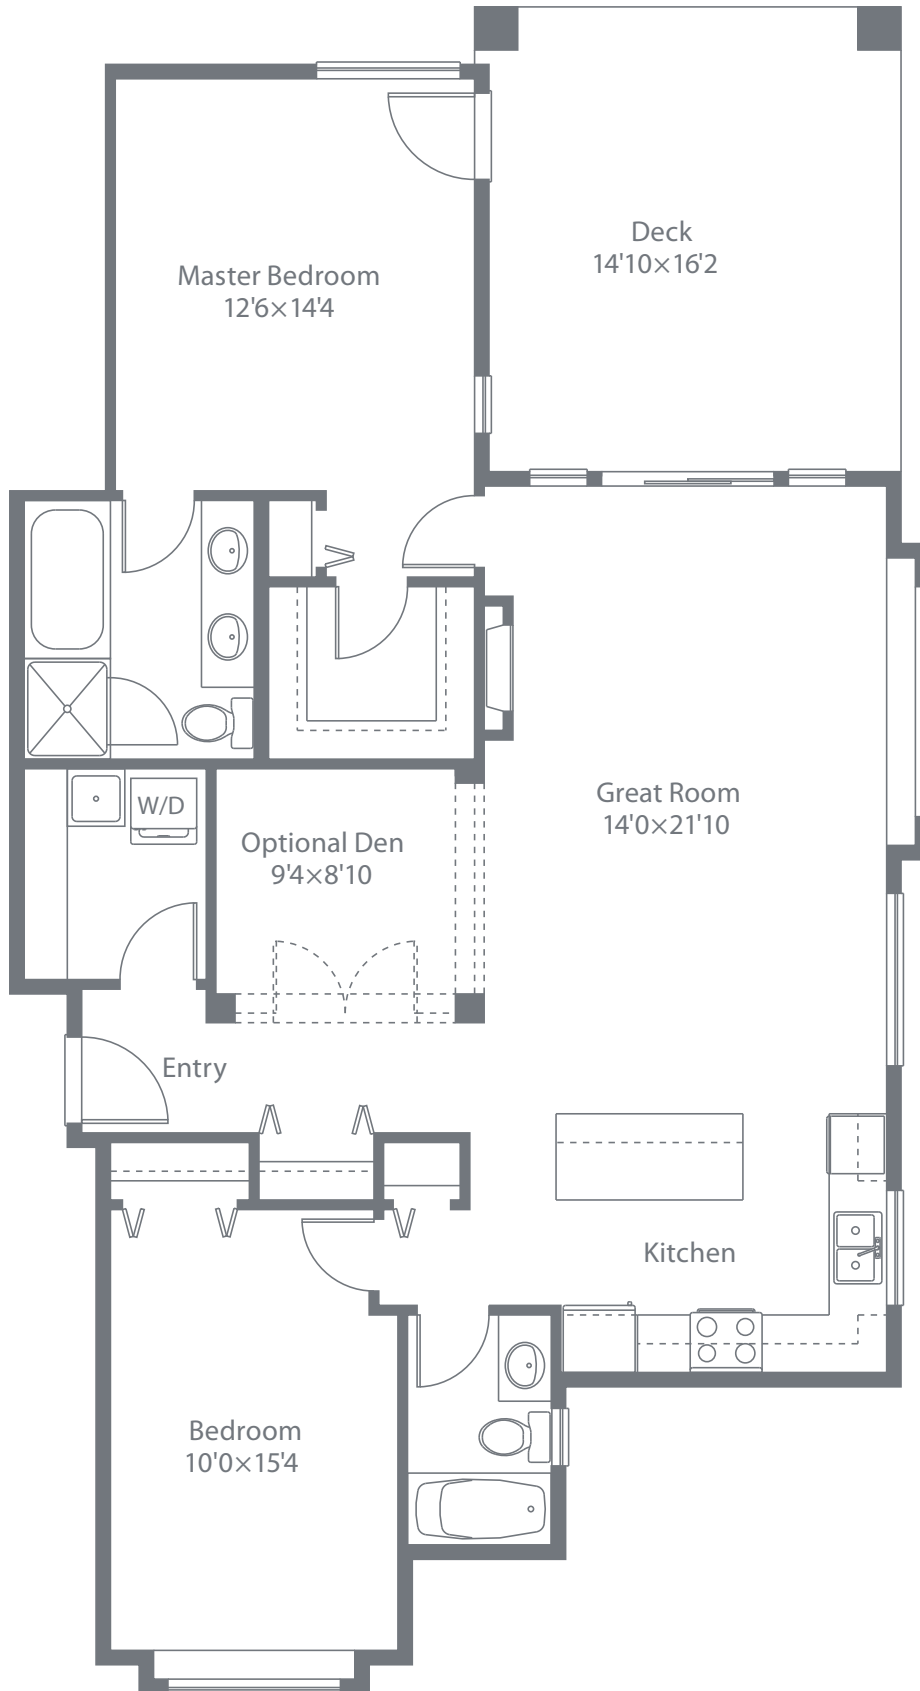 Deck
14'10×16'2
Master Bedroom
12'6×14'4
Great Room
14'0×21'10
W/D
Optional Den
9'4×8'10
Entry
Kitchen
Bedroom
10'0×15'4